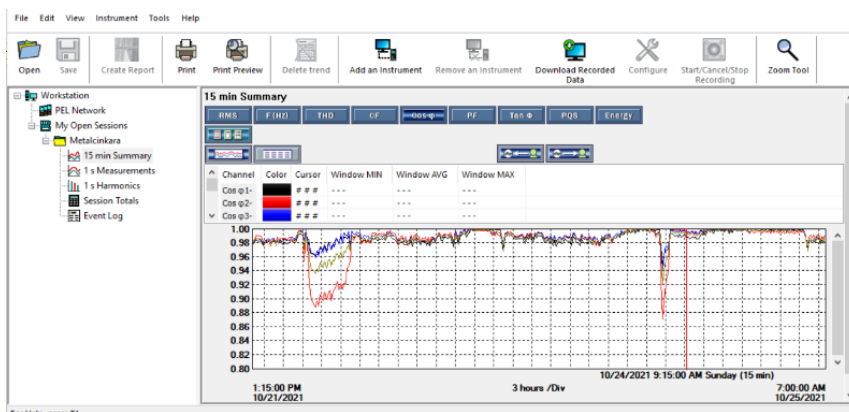 File Edit View Instrument Tools Help
Open Save Create Report Print Print Preview Delete trend Add an Instrument Remove an Instrument Download Recorded Data Configure Start/Cancel/Stop Recording Zoom Tool
Workstation
PEL Network
My Open Sessions
Metalcinkara
15 min Summary
1 s Measurements
1 s Harmonics
Session Totals
Event Log
15 min Summary
RMS F (Hz) THD CF Cos φ PF Tan Φ PQS Energy
Channel Color Cursor Window MIN Window AVG Window MAX
Cos φ1- # # # --- --- ---
Cos φ2- # # # --- --- ---
Cos φ3- # # # --- --- ---
1.00
0.98
0.96
0.94
0.92
0.90
0.88
0.86
0.84
0.82
0.80
10/24/2021 9:15:00 AM Sunday (15 min)
1:15:00 PM 3 hours /Div 7:00:00 AM
10/21/2021 10/25/2021